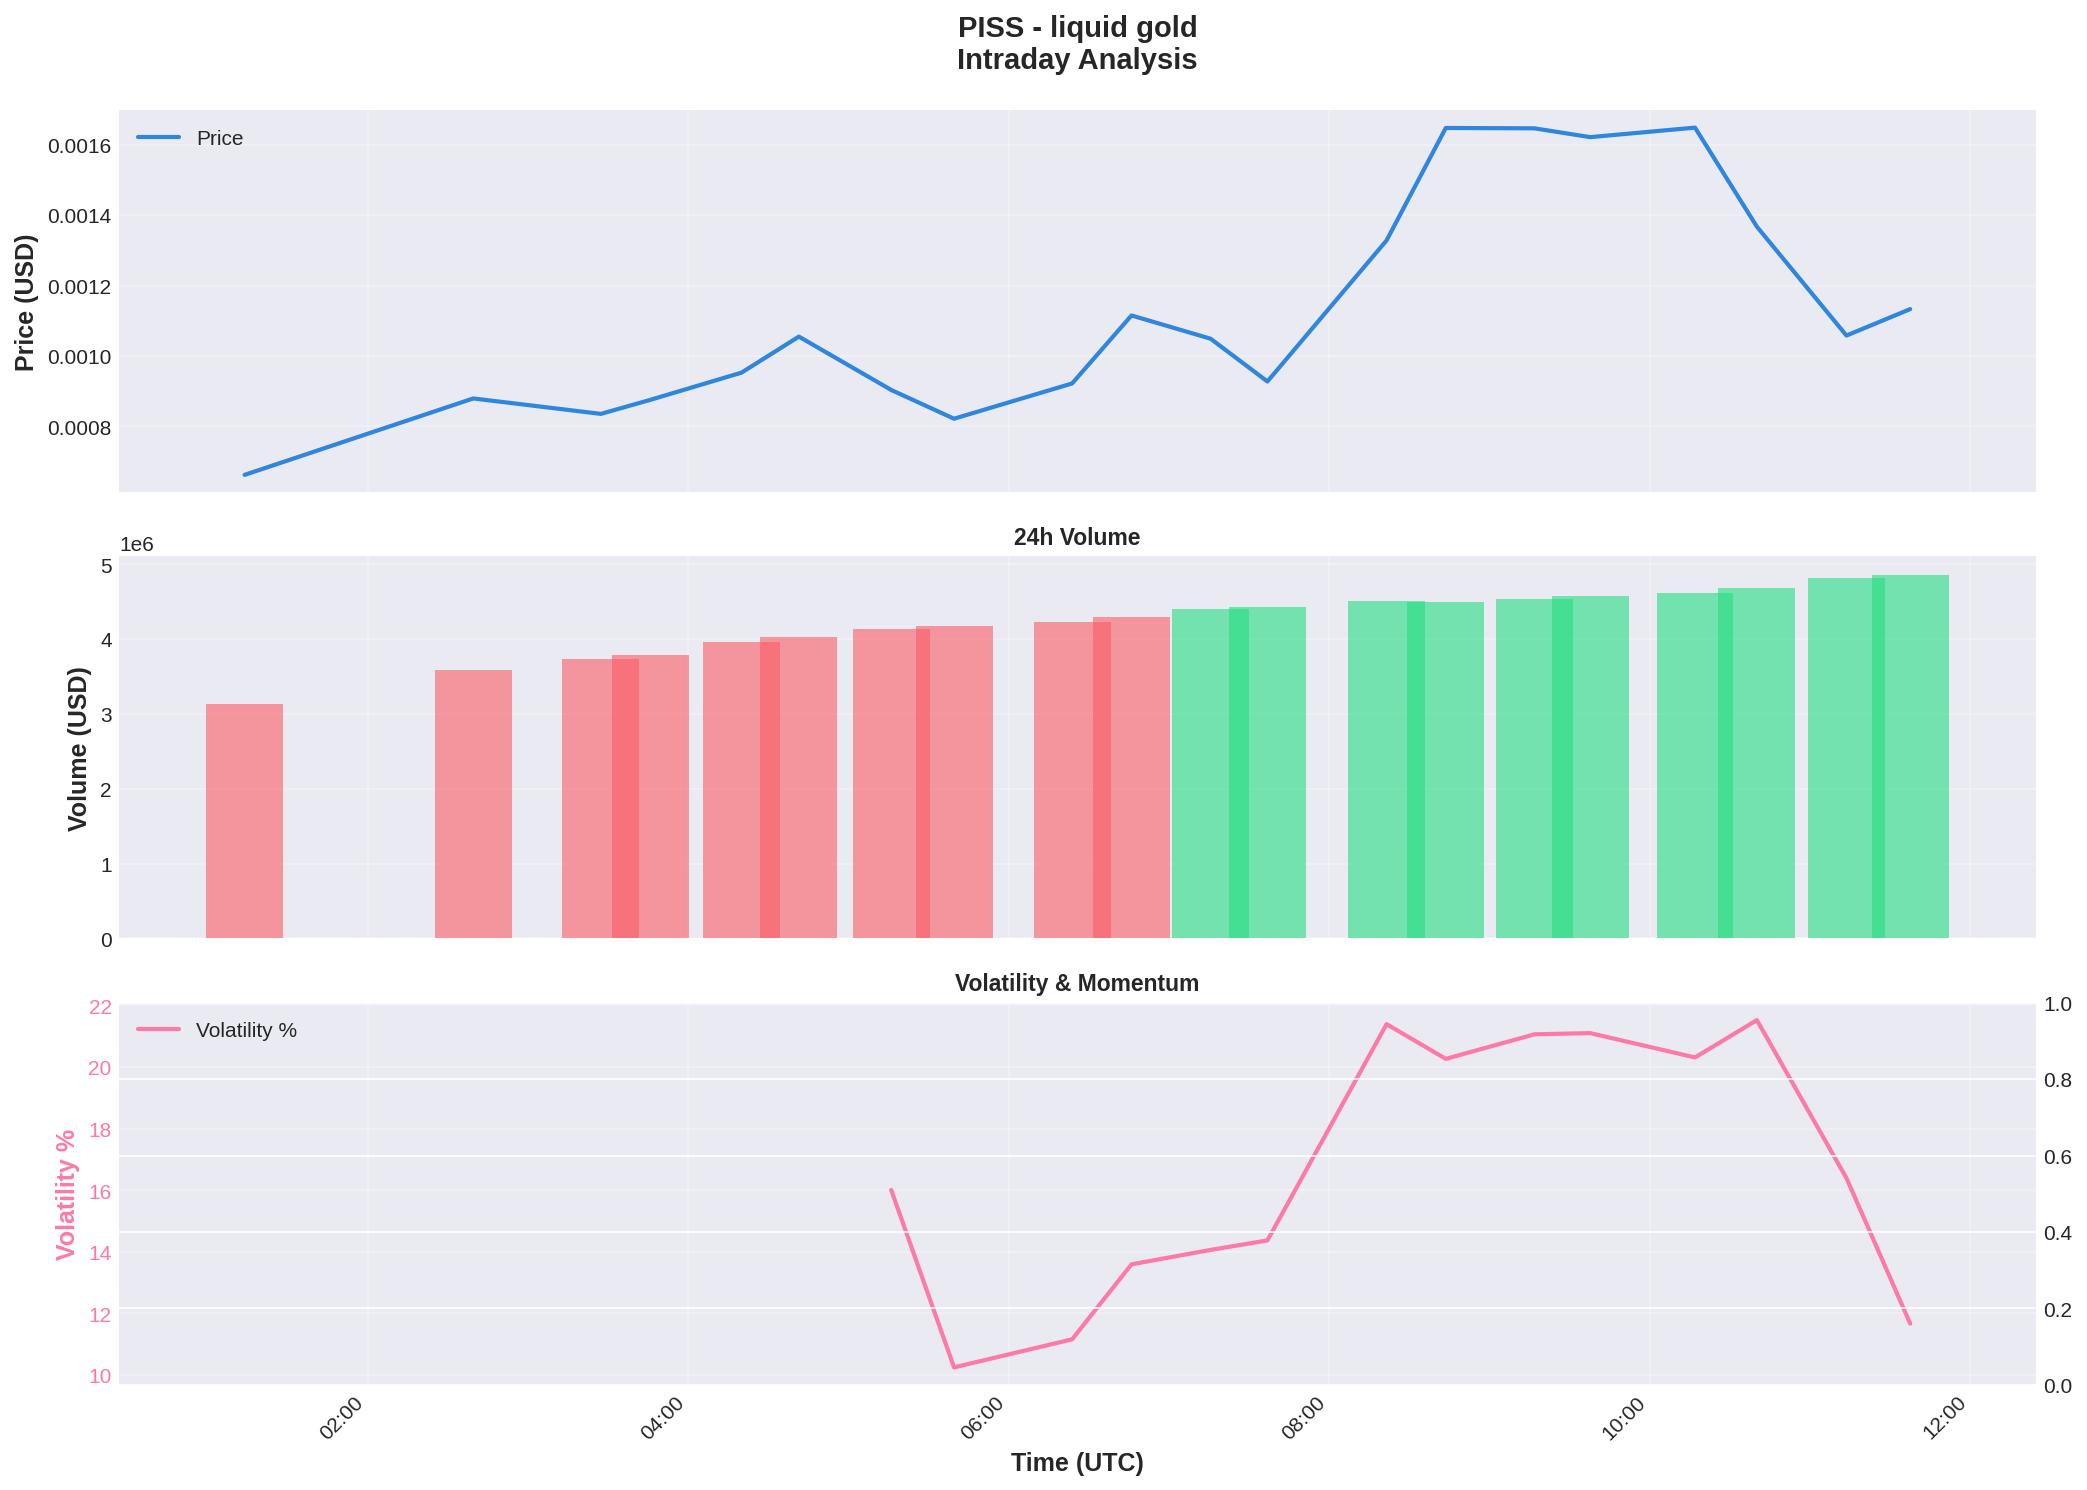 PISS - liquid gold
Intraday Analysis
Price
0.0016
0.0014
0.0012
0.0010
0.0008
Price (USD)
24h Volume
1e6
5
4
3
2
1
0
Volume (USD)
Volatility & Momentum
Volatility %
22
20
18
16
14
12
10
Volatility %
1.0
0.8
0.6
0.4
0.2
0.0
02:00
04:00
06:00
08:00
10:00
12:00
Time (UTC)